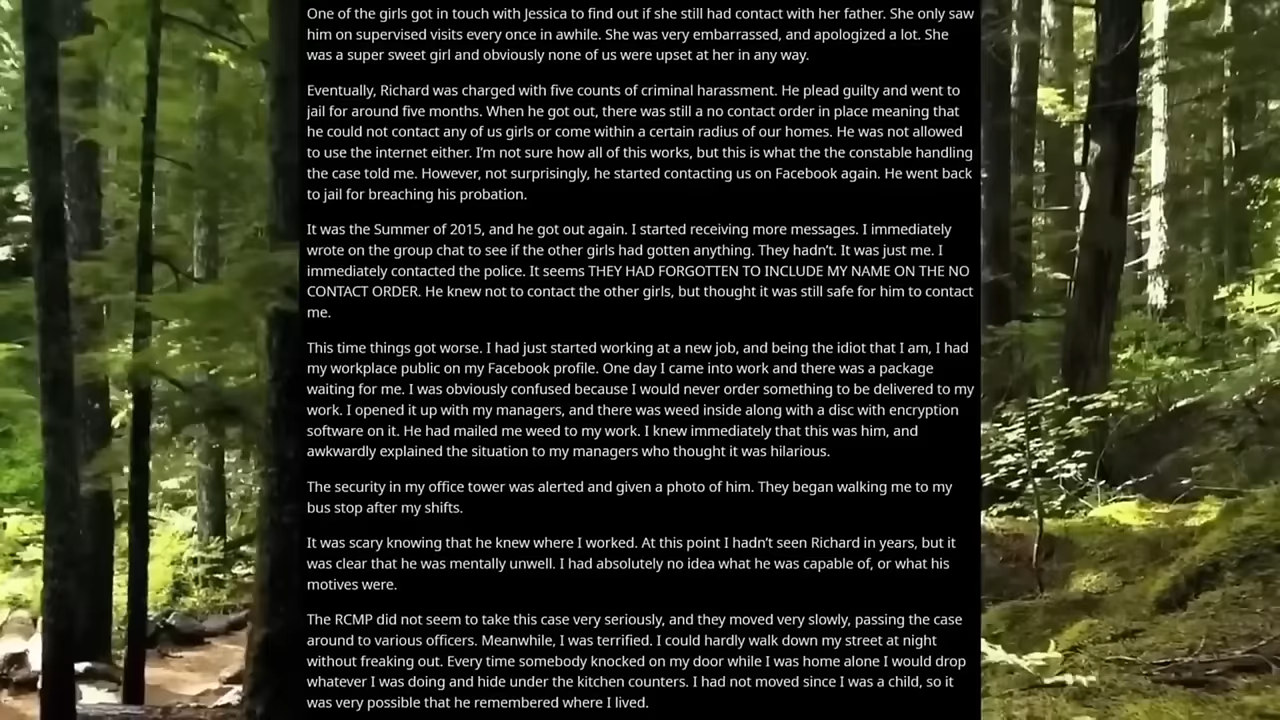 One of the girls got in touch with Jessica to find out if she still had contact with her father. She only saw
him on supervised visits every once in awhile. She was very embarrassed, and apologized a lot. She
was a super sweet girl and obviously none of us were upset at her in any way.
Eventually, Richard was charged with five counts of criminal harassment. He plead guilty and went to
jail for around five months. When he got out, there was still a no contact order in place meaning that
he could not contact any of us girls or come within a certain radius of our homes. He was not allowed
to use the internet either. I'm not sure how all of this works, but this is what the the constable handling
the case told me. However, not surprisingly, he started contacting us on Facebook again. He went back
to jail for breaching his probation.
It was the Summer of 2015, and he got out again. I started receiving more messages. I immediately
wrote on the group chat to see if the other girls had gotten anything. They hadn't. It was just me. I
immediately contacted the police. It seems THEY HAD FORGOTTEN TO INCLUDE MY NAME ON THE NO
CONTACT ORDER. He knew not to contact the other girls, but thought it was still safe for him to contact
me.
This time things got worse. I had just started working at a new job, and being the idiot that I am, I had
my workplace public on my Facebook profile. One day I came into work and there was a package
waiting for me. I was obviously confused because I would never order something to be delivered to my
work. I opened it up with my managers, and there was weed inside along with a disc with encryption
software on it. He had mailed me weed to my work. I knew immediately that this was him, and
awkwardly explained the situation to my managers who thought it was hilarious.
The security in my office tower was alerted and given a photo of him. They began walking me to my
bus stop after my shifts.
It was scary knowing that he knew where I worked. At this point I hadn't seen Richard in years, but it
was clear that he was mentally unwell. I had absolutely no idea what he was capable of, or what his
motives were.
The RCMP did not seem to take this case very seriously, and they moved very slowly, passing the case
around to various officers. Meanwhile, I was terrified. I could hardly walk down my street at night
without freaking out. Every time somebody knocked on my door while I was home alone I would drop
whatever I was doing and hide under the kitchen counters. I had not moved since I was a child, so it
was very possible that he remembered where I lived.